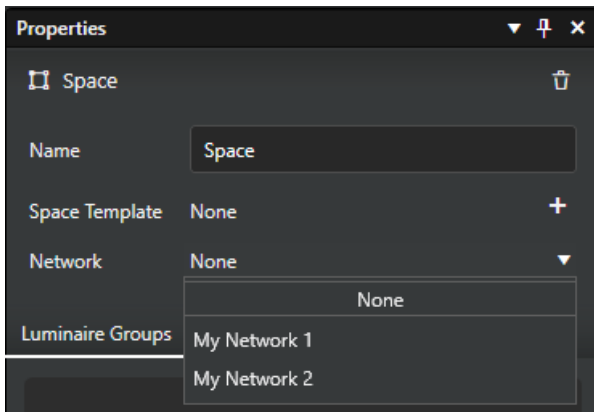 Properties
Space
Name Space
Space Template None
Network None
None
Luminaire Groups
My Network 1
My Network 2